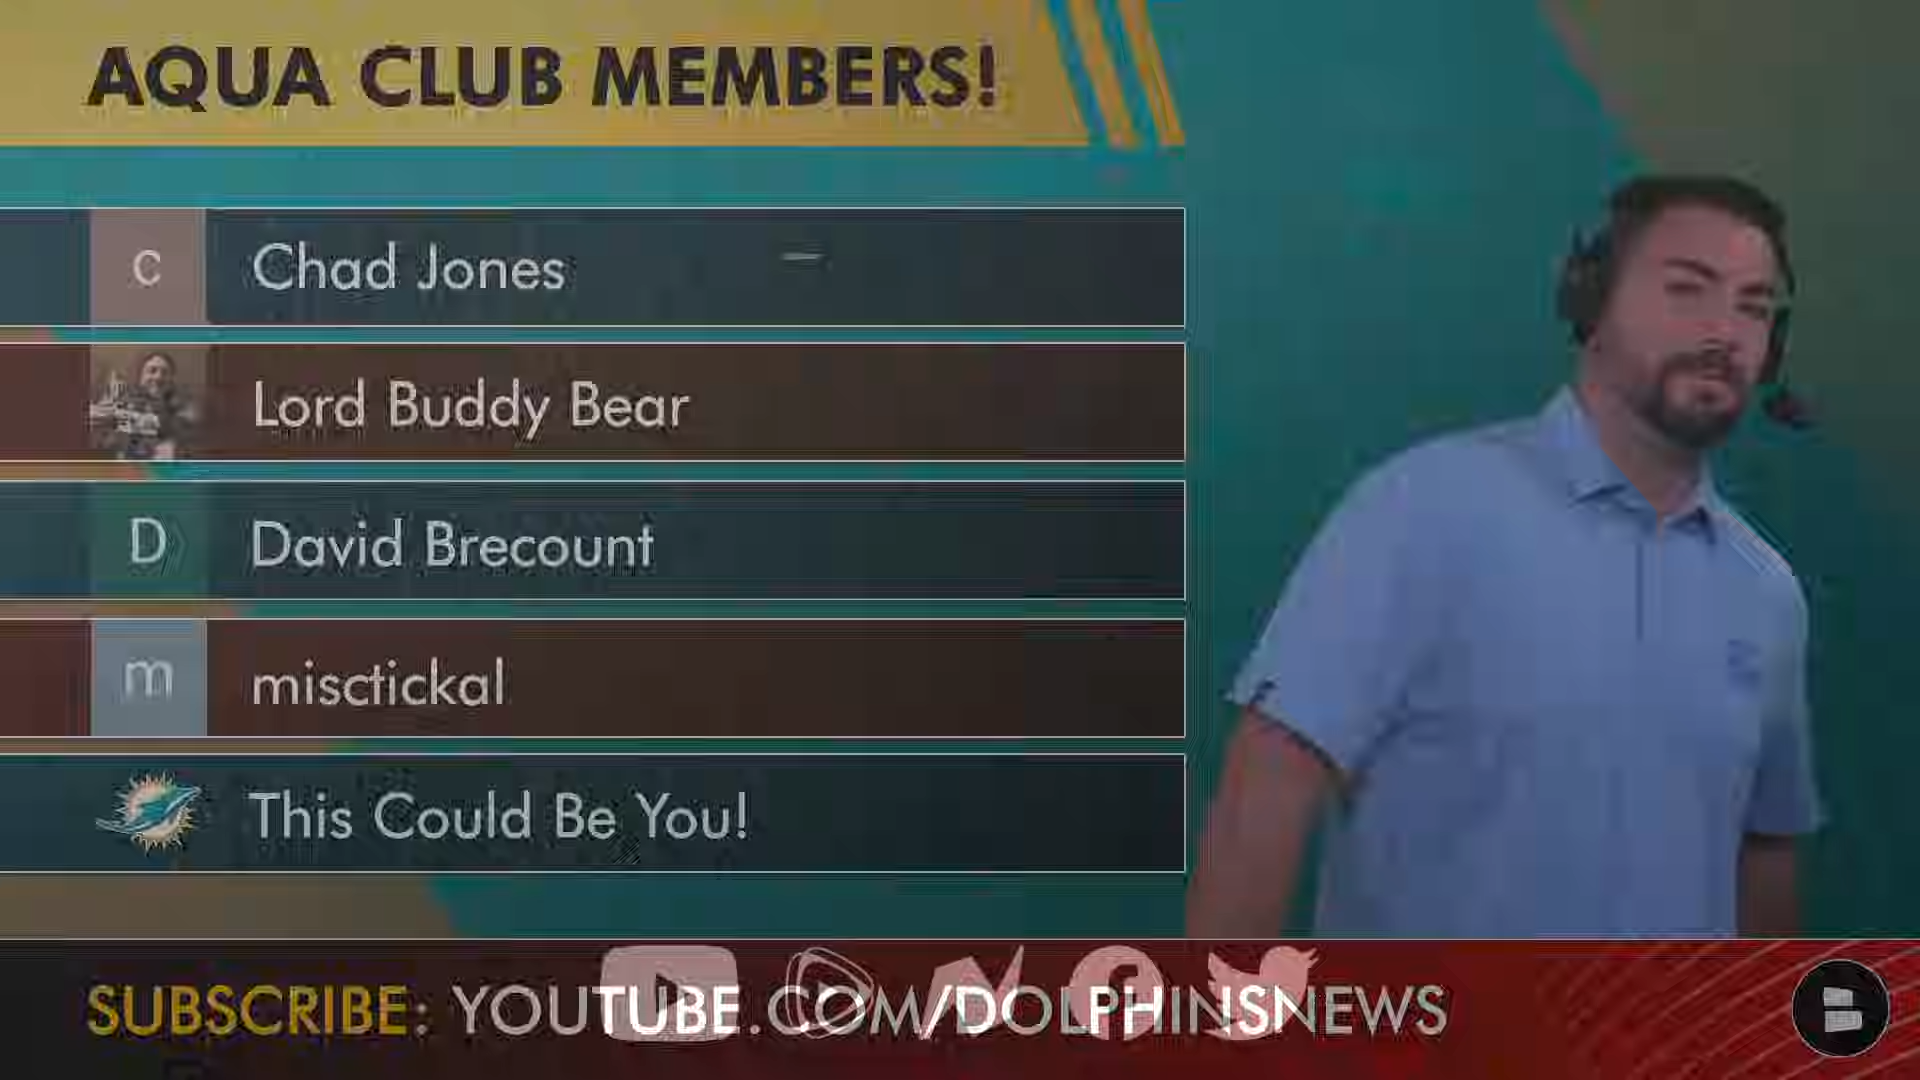 AQUA CLUB MEMBERS!
c Chad Jones
Lord Buddy Bear
D David Brecount
m misctickal
This Could Be You!
SUBSCRIBE: YOUTUBE.COM/DOLPHINSNEWS